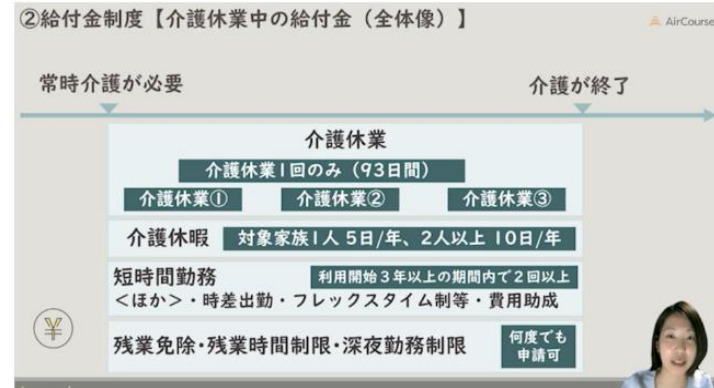 ②給付金制度【介護休業中の給付金（全体像）】
AirCourse
常時介護が必要
介護が終了
介護休業
介護休業1回のみ（93日間）
介護休業①
介護休業②
介護休業③
介護休暇
対象家族1人 5日/年、2人以上 10日/年
短時間勤務
利用開始3年以上の期間内で2回以上
＜ほか＞・時差出勤・フレックスタイム制等・費用助成
¥
残業免除・残業時間制限・深夜勤務制限
何度でも
申請可